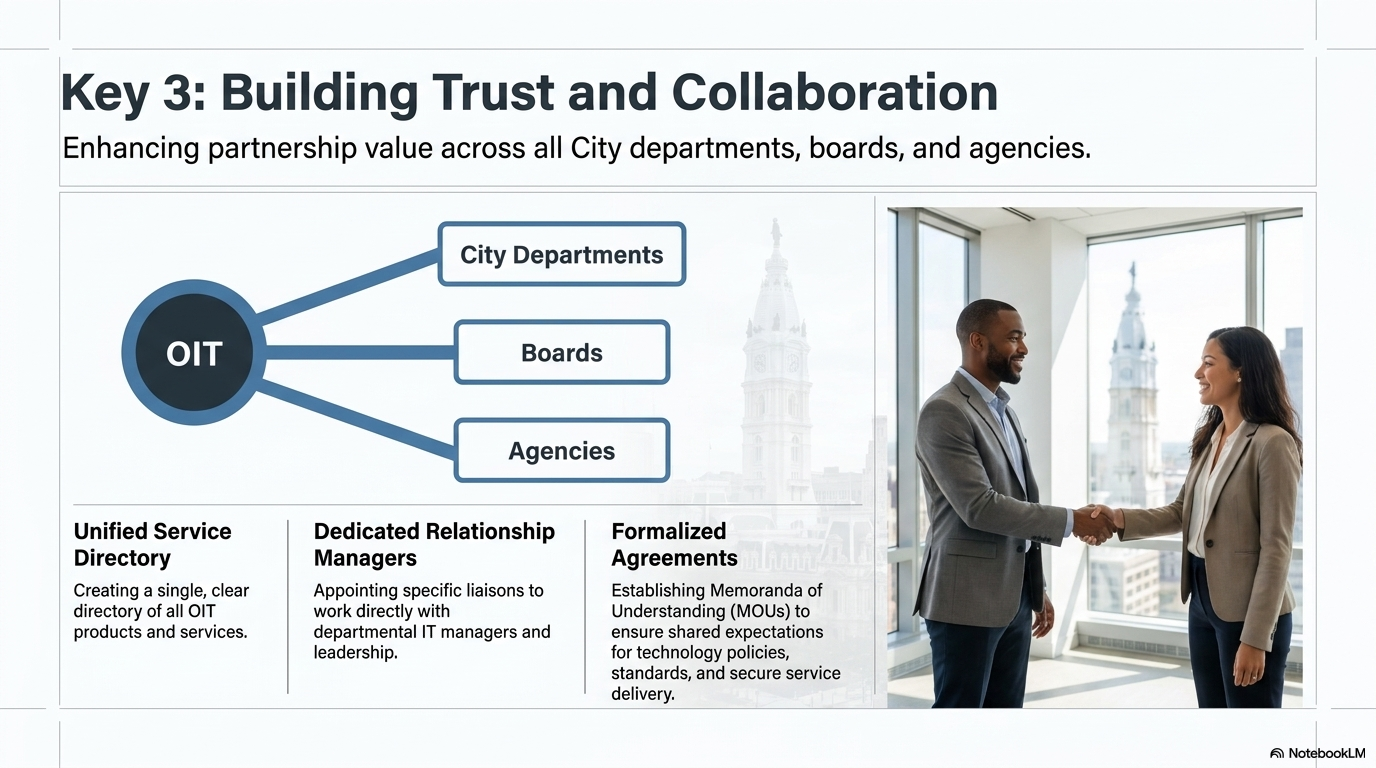 Key 3: Building Trust and Collaboration
Enhancing partnership value across all City departments, boards, and agencies.
OIT
City Departments
Boards
Agencies
Unified Service
Directory
Creating a single, clear
directory of all OIT
products and services.
Dedicated Relationship
Managers
Appointing specific liaisons to
work directly with
departmental IT managers and
leadership.
Formalized
Agreements
Establishing Memoranda of
Understanding (MOUs) to
ensure shared expectations
for technology policies,
standards, and secure service
delivery.
NotebookLM